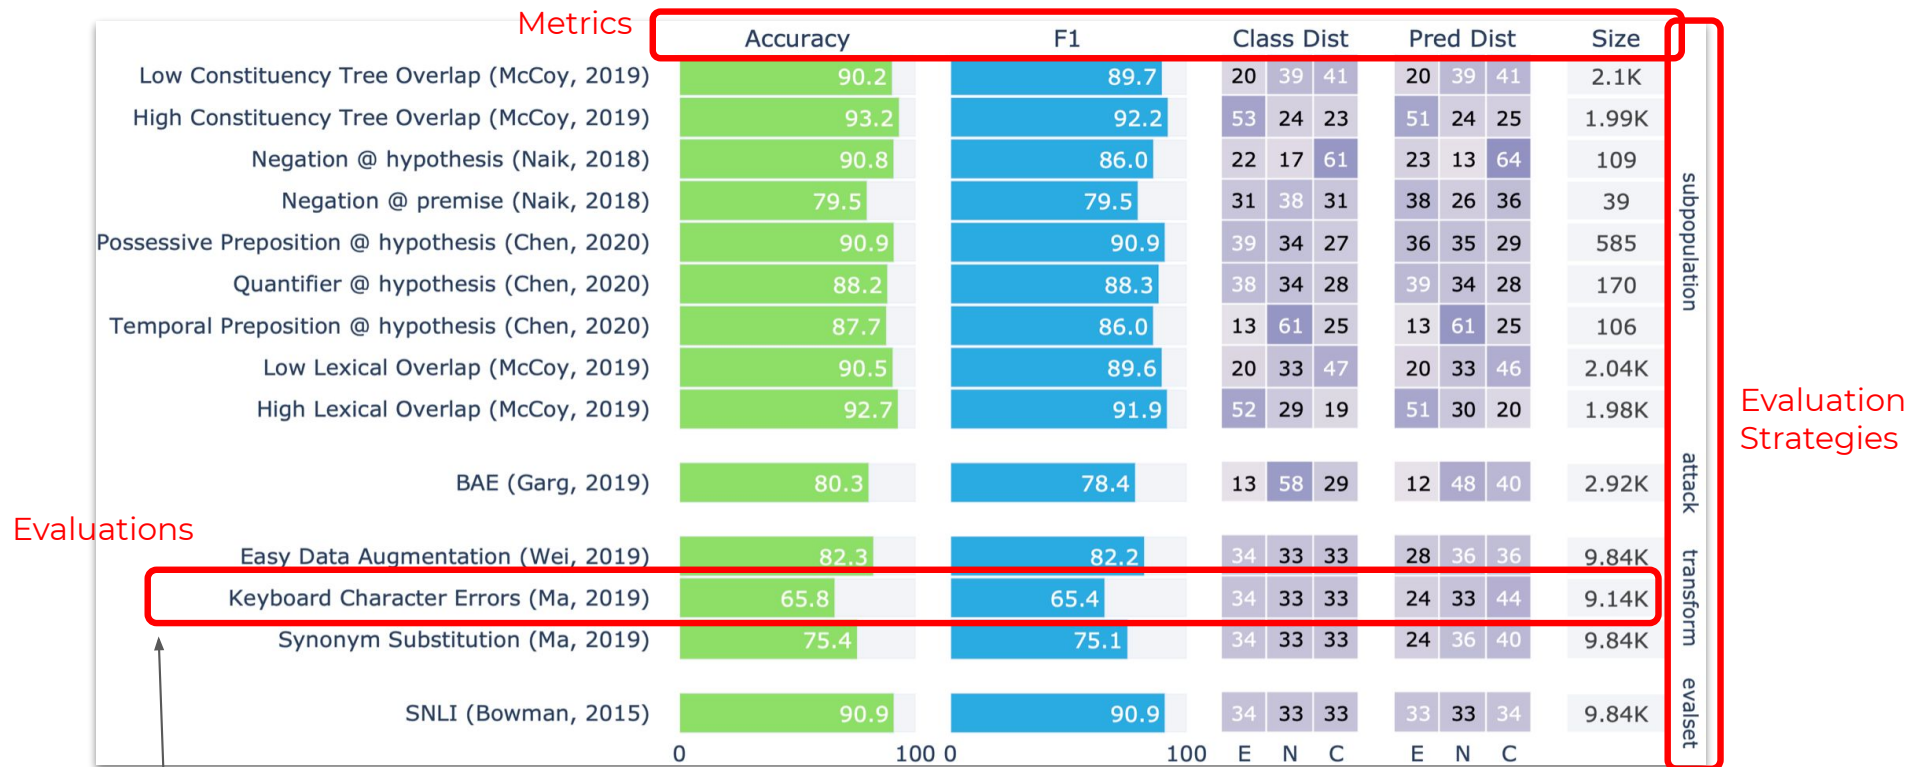 Metrics
Accuracy F1 Class Dist Pred Dist Size
Low Constituency Tree Overlap (McCoy, 2019) 90.2 89.7 20 39 41 20 39 41 2.1K
High Constituency Tree Overlap (McCoy, 2019) 93.2 92.2 53 24 23 51 24 25 1.99K
Negation @ hypothesis (Naik, 2018) 90.8 86.0 22 17 61 23 13 64 109
Negation @ premise (Naik, 2018) 79.5 79.5 31 38 31 38 26 36 39
Possessive Preposition @ hypothesis (Chen, 2020) 90.9 90.9 39 34 27 36 35 29 585
Quantifier @ hypothesis (Chen, 2020) 88.2 88.3 38 34 28 39 34 28 170
Temporal Preposition @ hypothesis (Chen, 2020) 87.7 86.0 13 61 25 13 61 25 106
Low Lexical Overlap (McCoy, 2019) 90.5 89.6 20 33 47 20 33 46 2.04K
High Lexical Overlap (McCoy, 2019) 92.7 91.9 52 29 19 51 30 20 1.98K
subpopulation
BAE (Garg, 2019) 80.3 78.4 13 58 29 12 48 40 2.92K
attack
Easy Data Augmentation (Wei, 2019) 82.3 82.2 34 33 33 28 36 36 9.84K
Keyboard Character Errors (Ma, 2019) 65.8 65.4 34 33 33 24 33 44 9.14K
Synonym Substitution (Ma, 2019) 75.4 75.1 34 33 33 24 36 40 9.84K
transform
SNLI (Bowman, 2015) 90.9 90.9 34 33 33 33 33 34 9.84K
evalset
0 100 0 100 E N C E N C
Evaluations
Evaluation
Strategies